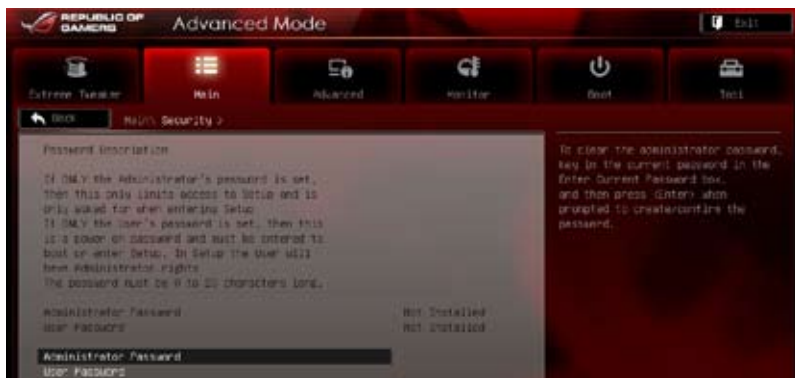 REPUBLIC OF
GAMERS
Advanced Mode
Exit
Extreme Tweaker
Main
Advanced
Monitor
Boot
Tool
Back
Main\ Security >
Password Description
If ONLY the Administrator's password is set,
then this only limits access to Setup and is
only asked for when entering Setup
If ONLY the User's password is set, then this
is a power on password and must be entered to
boot or enter Setup. In Setup the User will
have Administrator rights
The password must be to 20 characters long.
Administrator Password Not Installed
User Password Not Installed
Administrator Password
User Password
To clear the administrator password,
key in the current password in the
Enter Current Password box,
and then press <Enter> when
prompted to create/confirm the
password.